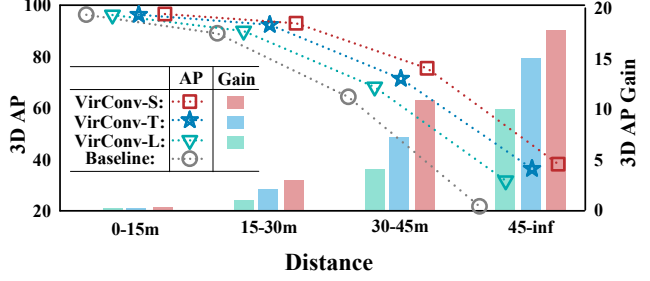 100
80
60
40
20
3D AP
20
15
10
5
0
3D AP Gain
AP Gain
VirConv-S:
VirConv-T:
VirConv-L:
Baseline:
0-15m 15-30m 30-45m 45-inf
Distance